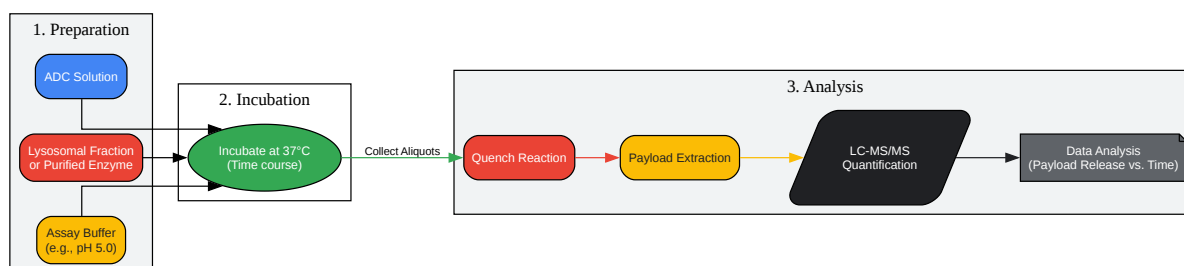 1. Preparation
ADC Solution
Lysosomal Fraction
or Purified Enzyme
Assay Buffer
(e.g., pH 5.0)
2. Incubation
Incubate at 37°C
(Time course)
Collect Aliquots
3. Analysis
Quench Reaction
Payload Extraction
LC-MS/MS
Quantification
Data Analysis
(Payload Release vs. Time)